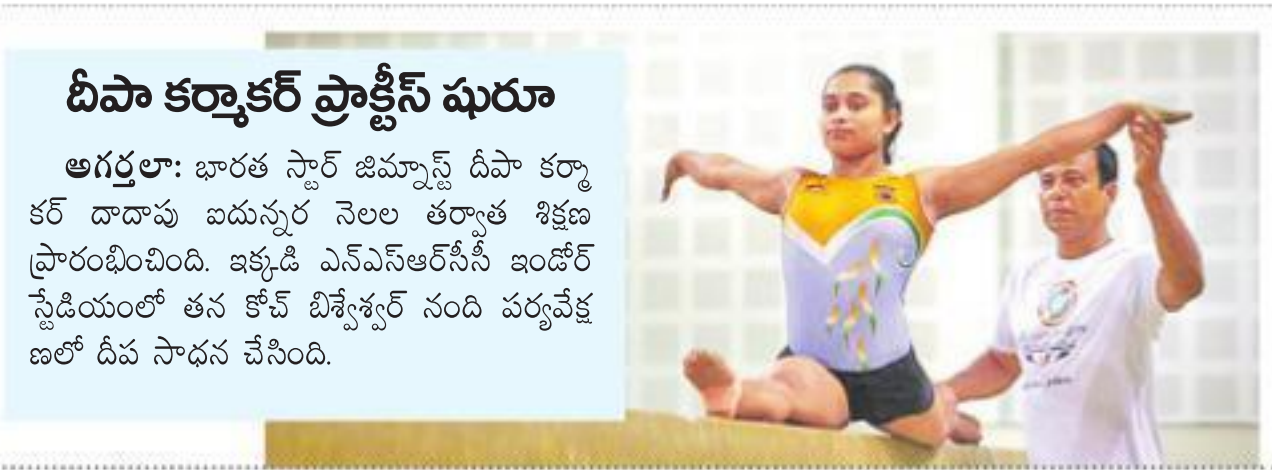 దీపా కర్మాకర్ ప్రాక్టీస్ షురూ
అగర్తలా: భారత స్టార్ జిమ్నాస్ట్ దీపా కర్మా
కర్ దాదాపు ఐదున్నర నెలల తర్వాత శిక్షణ
ప్రారంభించింది. ఇక్కడి ఎన్ఎస్ఆర్సీసీ ఇండోర్
స్టేడియంలో తన కోచ్ బిశ్వేశ్వర్ నంది పర్యవేక్ష
ణలో దీప సాధన చేసింది.